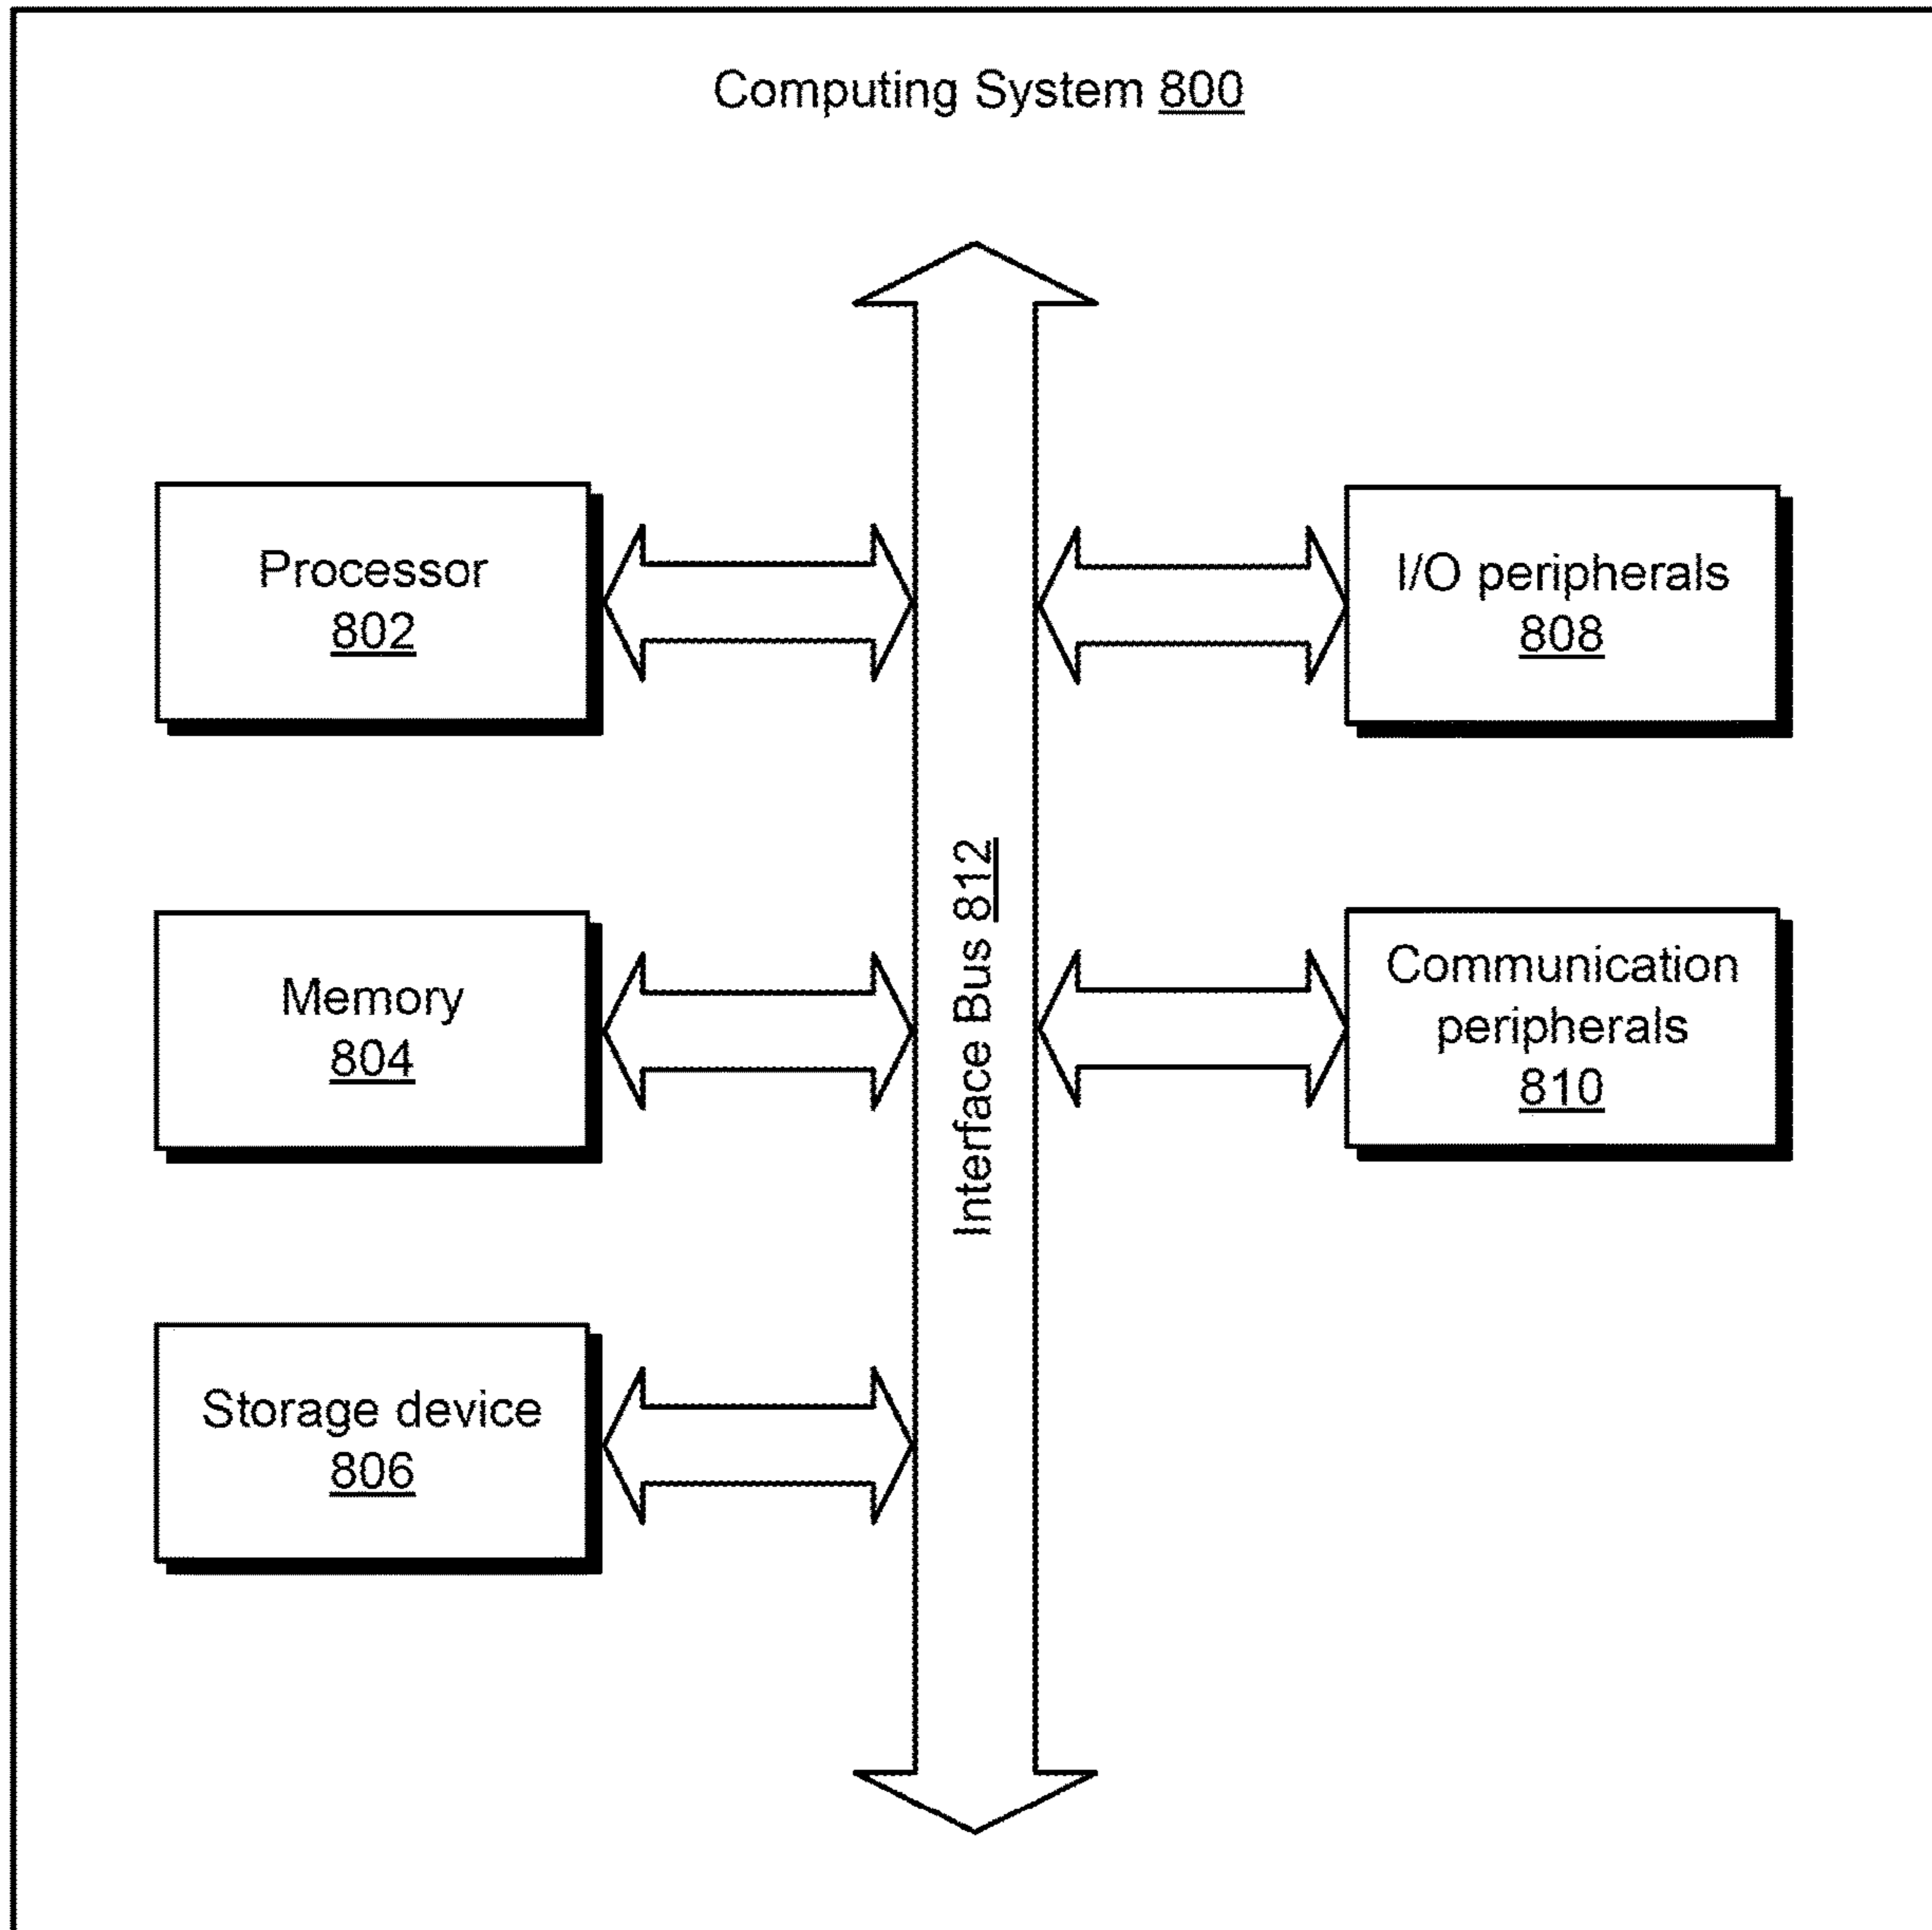 Computing System 800
Processor
802
I/O peripherals
808
Interface Bus 812
Memory
804
Communication
peripherals
810
Storage device
806